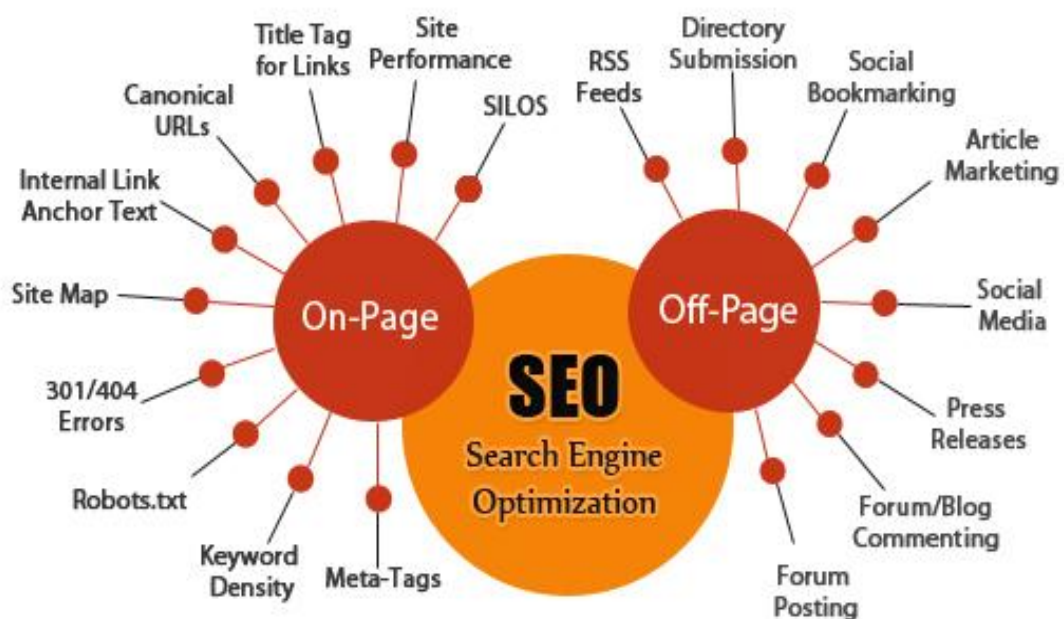 Title Tag
for Links
Site
Performance
SILOS
Canonical
URLs
Internal Link
Anchor Text
Site Map
301/404
Errors
Robots.txt
Keyword
Density
Meta-Tags
On-Page
SEO
Search Engine
Optimization
Off-Page
RSS
Feeds
Directory
Submission
Social
Bookmarking
Article
Marketing
Social
Media
Press
Releases
Forum/Blog
Commenting
Forum
Posting